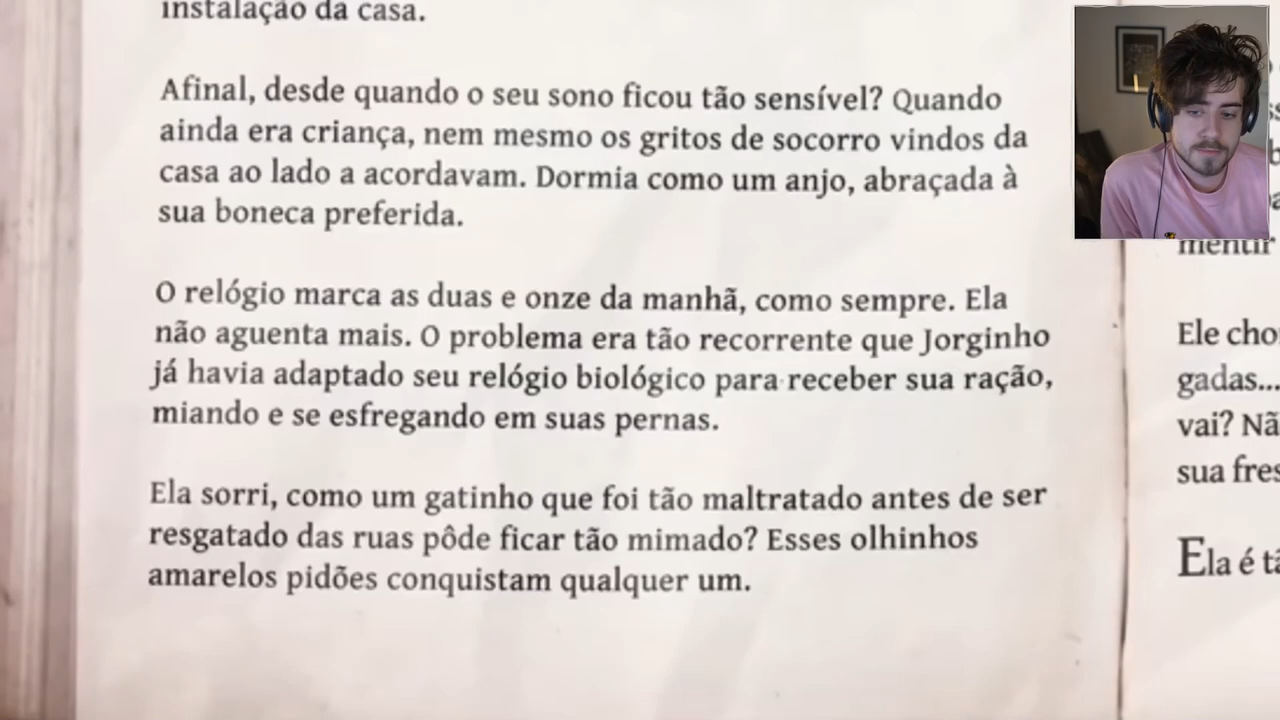 instalação da casa.
Afinal, desde quando o seu sono ficou tão sensível? Quando
ainda era criança, nem mesmo os gritos de socorro vindos da
casa ao lado a acordavam. Dormia como um anjo, abraçada à
sua boneca preferida.
O relógio marca as duas e onze da manhã, como sempre. Ela
não aguenta mais. O problema era tão recorrente que Jorginho
já havia adaptado seu relógio biológico para receber sua ração,
miando e se esfregando em suas pernas.
Ela sorri, como um gatinho que foi tão maltratado antes de ser
resgatado das ruas pôde ficar tão mimado? Esses olhinhos
amarelos pidões conquistam qualquer um.
mentir
Ele
gadas...
vai?
sua
Ela é